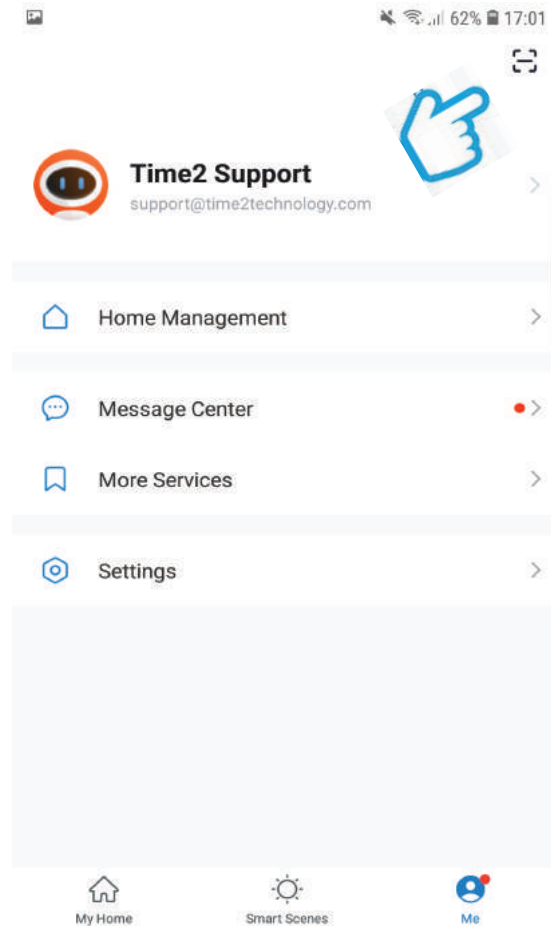 62% 17:01
Time2 Support
support@time2technology.com
Home Management
Message Center
More Services
Settings
My Home
Smart Scenes
Me